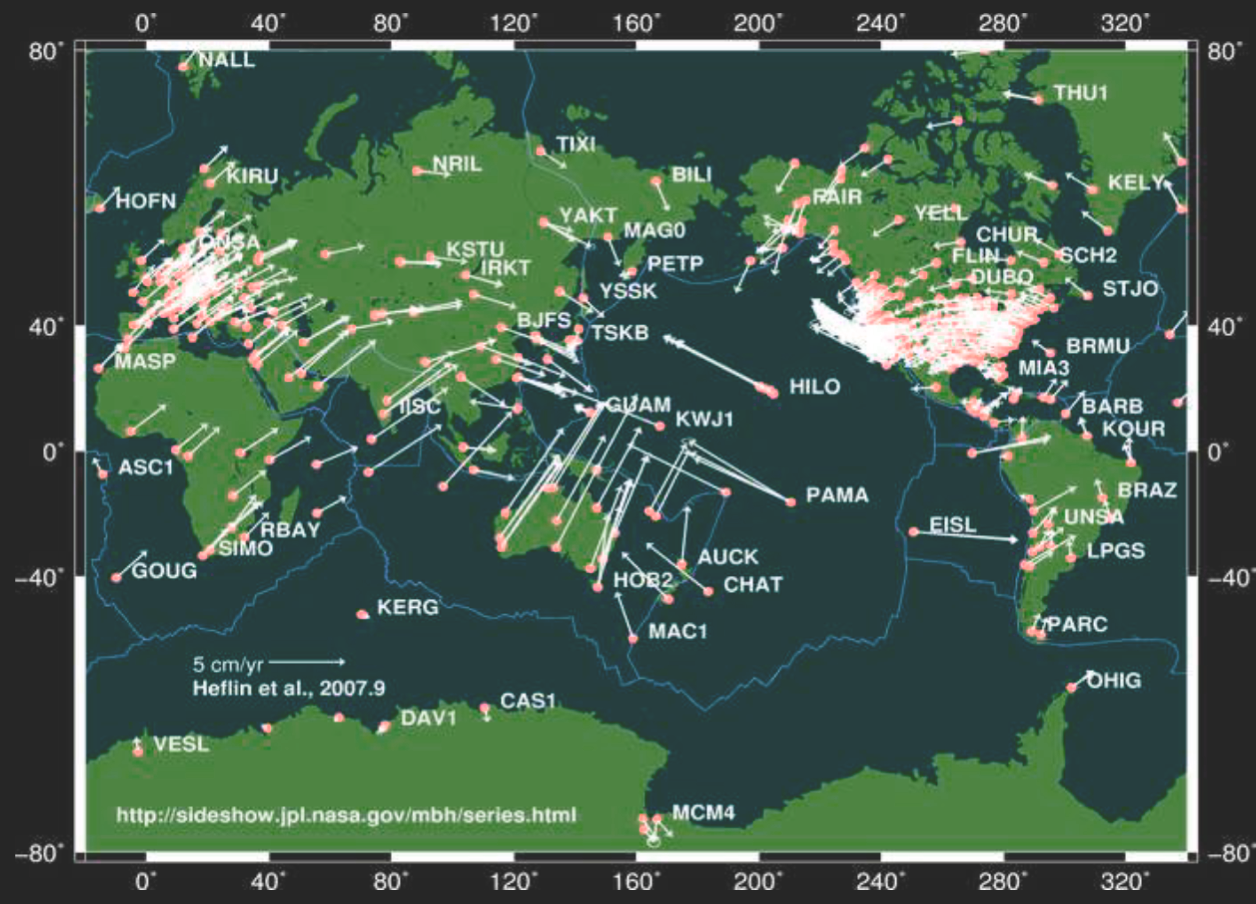 0° 40° 80° 120° 160° 200° 240° 280° 320°
80° 80°
NALL
THU1
TIXI
NRIL
BILI
KIRU
KELY
HOFN
FAIR
YAKT
YELL
MAG0
CHUR
ONSA
KSTU
FLIN
SCH2
PETP
IRKT
DUBO
YSSK
STJO
BJFS
40° 40°
TSKB
BRMU
MASP
MIA3
HILO
IISC
GUAM
BARB
KWJ1
KOUR
0° 0°
ASC1
PAMA
BRAZ
UNSA
EISL
RBAY
SIMO
LPGS
AUCK
GOUG
−40° −40°
HOB2
CHAT
KERG
PARC
MAC1
5 cm/yr
OHIG
Heflin et al., 2007.9
CAS1
DAV1
VESL
http://sideshow.jpl.nasa.gov/mbh/series.html
MCM4
−80° −80°
0° 40° 80° 120° 160° 200° 240° 280° 320°